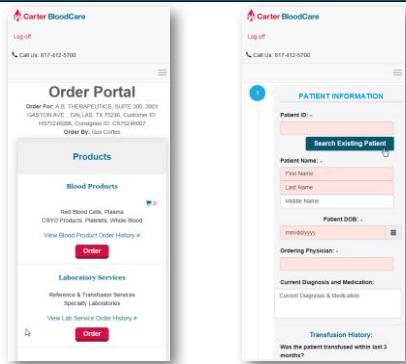 Carter BloodCare
Log off
Call Us: 817-412-5700
Order Portal
Order For: A.B. THERAPEUTICS, SUITE 300, 3001
GASTON AVE. , DALLAS, TX 75246, Customer ID
Order By: Gus Cortes
Products
Blood Products
0
Red Blood Cells, Plasma
CRYO Products, Platelets, Whole Blood
View Blood Product Order History »
Order
Laboratory Services
Reference & Transfusion Services
Specialty Laboratories
View Lab Service Order History »
Order
Carter BloodCare
Log off
Call Us: 817-412-5700
1
PATIENT INFORMATION
Patient ID: *
Search Existing Patient
Patient Name: *
First Name
Last Name
Middle Name
Patient DOB: *
mm/dd/yyyy
Ordering Physician: *
Current Diagnosis and Medication:
Current Diagnosis & Medication
Transfusion History:
Was the patient transfused within last 3
months?